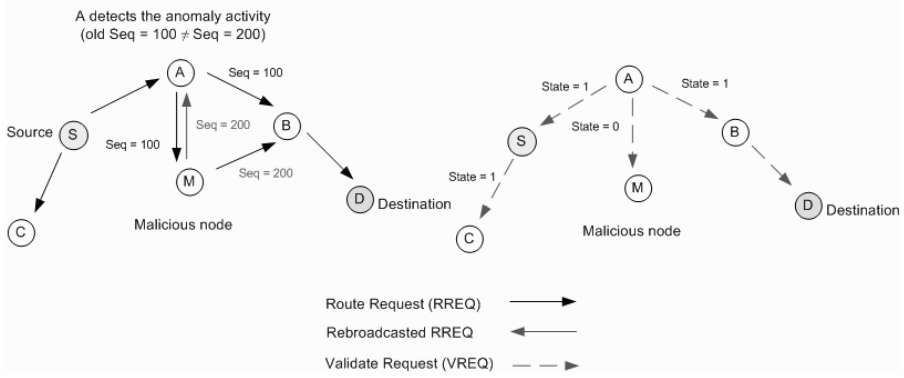 A detects the anomaly activity
(old Seq = 100 ≠ Seq = 200)
A
Seq = 100
Source
S
Seq = 100
Seq = 200
B
M
Seq = 200
D
Destination
C
Malicious node
A
State = 1
State = 1
State = 0
S
B
State = 1
M
D
Destination
C
Malicious node
Route Request (RREQ)
Rebroadcasted RREQ
Validate Request (VREQ)